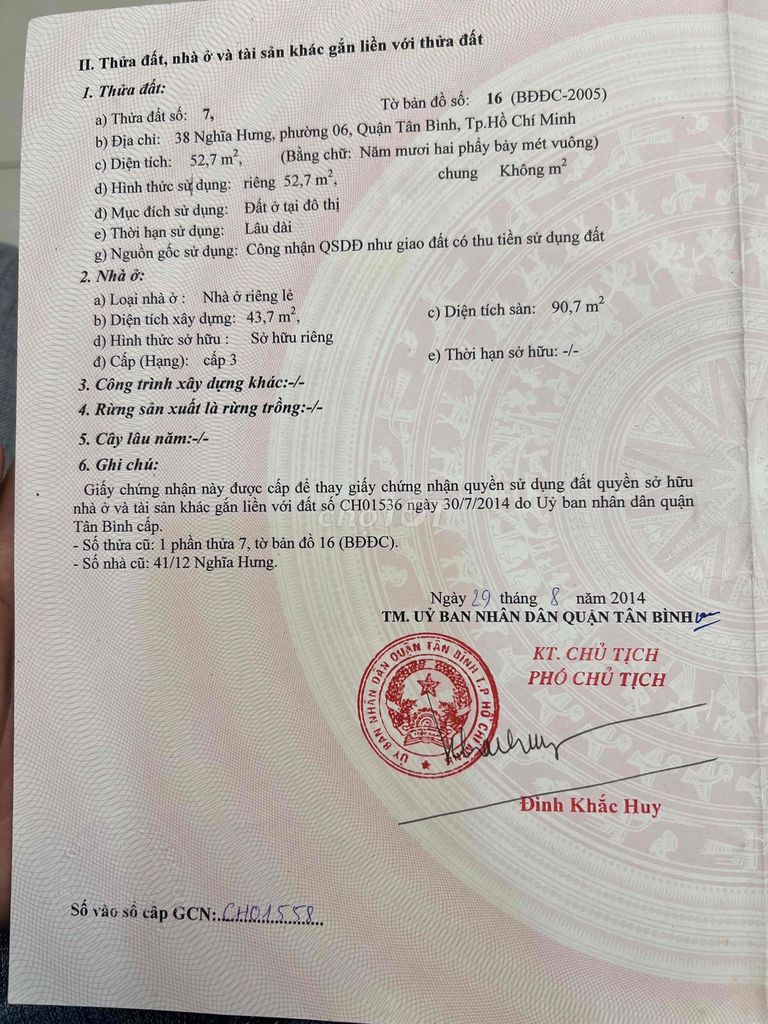 II. Thửa đất, nhà ở và tài sản khác gắn liền với thửa đất
1. Thửa đất:
a) Thửa đất số: 7, Tờ bản đồ số: 16 (BĐĐC-2005)
b) Địa chỉ: 38 Nghĩa Hưng, phường 06, Quận Tân Bình, Tp.Hồ Chí Minh
c) Diện tích: 52,7 m², (Bằng chữ: Năm mươi hai phẩy bảy mét vuông)
d) Hình thức sử dụng: riêng 52,7 m², chung Không m²
đ) Mục đích sử dụng: Đất ở tại đô thị
e) Thời hạn sử dụng: Lâu dài
g) Nguồn gốc sử dụng: Công nhận QSDĐ như giao đất có thu tiền sử dụng đất
2. Nhà ở:
a) Loại nhà ở : Nhà ở riêng lẻ
b) Diện tích xây dựng: 43,7 m², c) Diện tích sàn: 90,7 m²
d) Hình thức sở hữu : Sở hữu riêng
đ) Cấp (Hạng): cấp 3 e) Thời hạn sở hữu: -/-
3. Công trình xây dựng khác:-/-
4. Rừng sản xuất là rừng trồng:-/-
5. Cây lâu năm:-/-
6. Ghi chú:
Giấy chứng nhận này được cấp để thay giấy chứng nhận quyền sử dụng đất quyền sở hữu
nhà ở và tài sản khác gắn liền với đất số CH01536 ngày 30/7/2014 do Uỷ ban nhân dân quận
Tân Bình cấp.
- Số thửa cũ: 1 phần thửa 7, tờ bản đồ 16 (BĐĐC).
- Số nhà cũ: 41/12 Nghĩa Hưng.
choTOT
Ngày 29 tháng 8 năm 2014
TM. UỶ BAN NHÂN DÂN QUẬN TÂN BÌNH
KT. CHỦ TỊCH
PHÓ CHỦ TỊCH
ỦY BAN NHÂN DÂN QUẬN TÂN BÌNH T.P HỒ CHÍ MINH
Đinh Khắc Huy
Số vào sổ cấp GCN: CH01558